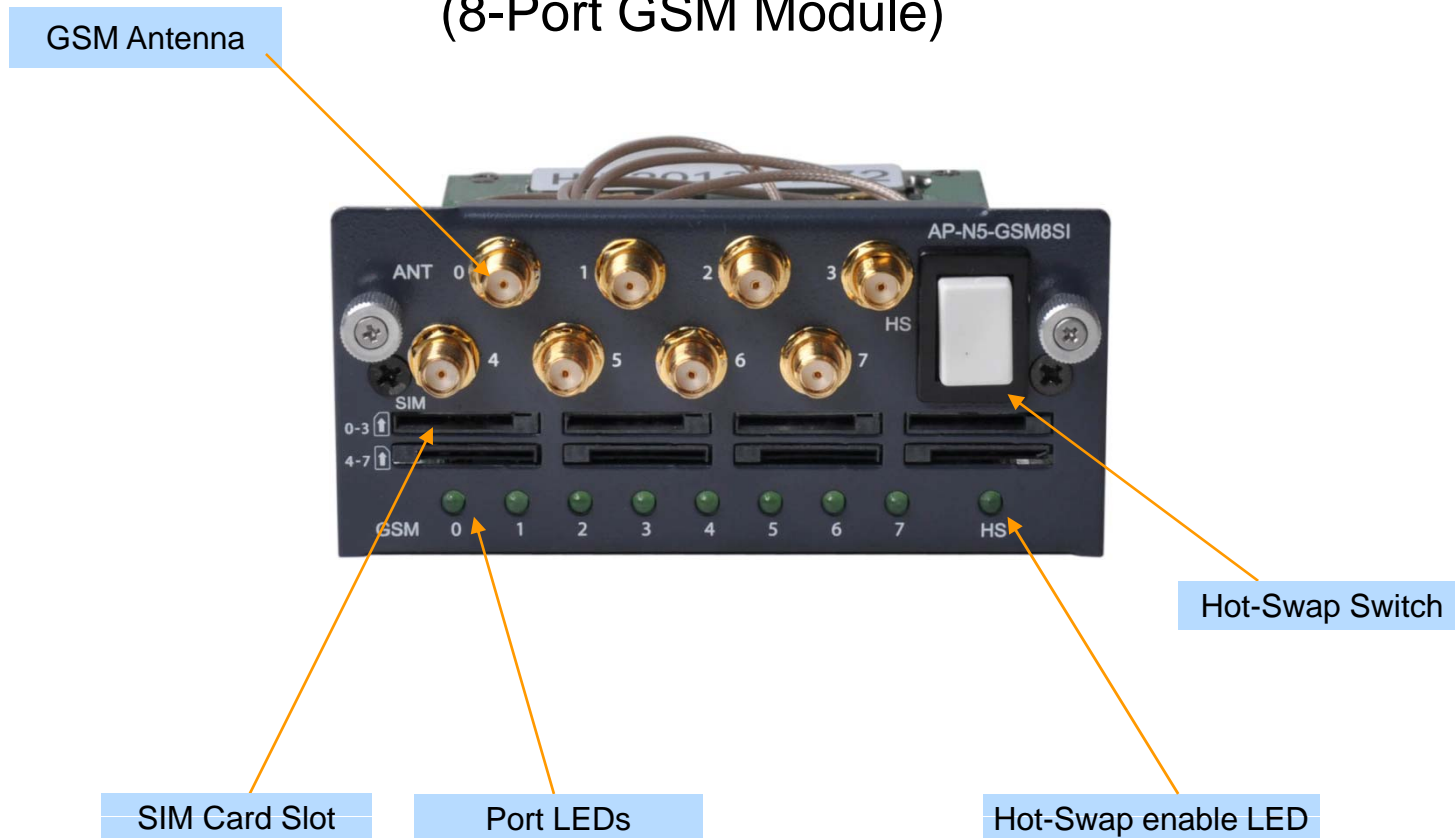 (8-Port GSM Module)
GSM Antenna
AP-N5-GSM8SI
ANT 0 1 2 3
HS
4 5 6 7
SIM
0-3
4-7
GSM 0 1 2 3 4 5 6 7 HS
Hot-Swap Switch
SIM Card Slot
Port LEDs
Hot-Swap enable LED